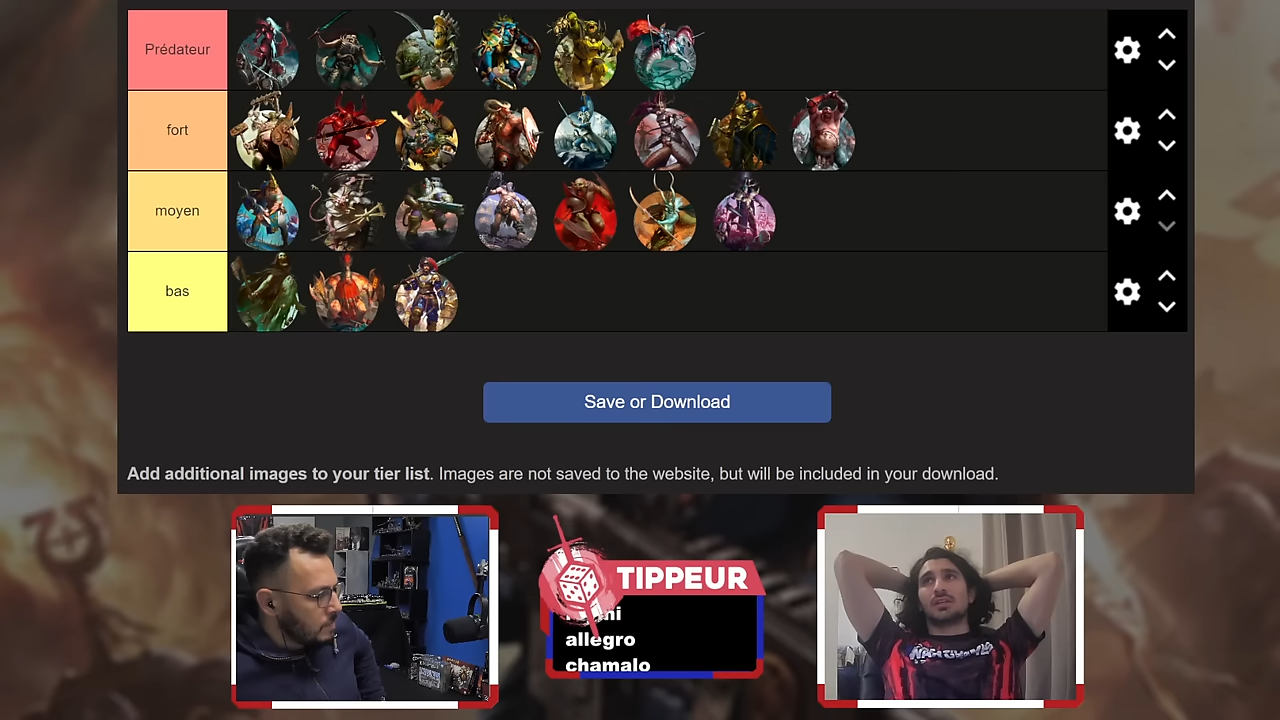 Prédateur
fort
moyen
bas
Save or Download
Add additional images to your tier list. Images are not saved to the website, but will be included in your download.
TIPPEUR
allegro
chamalo